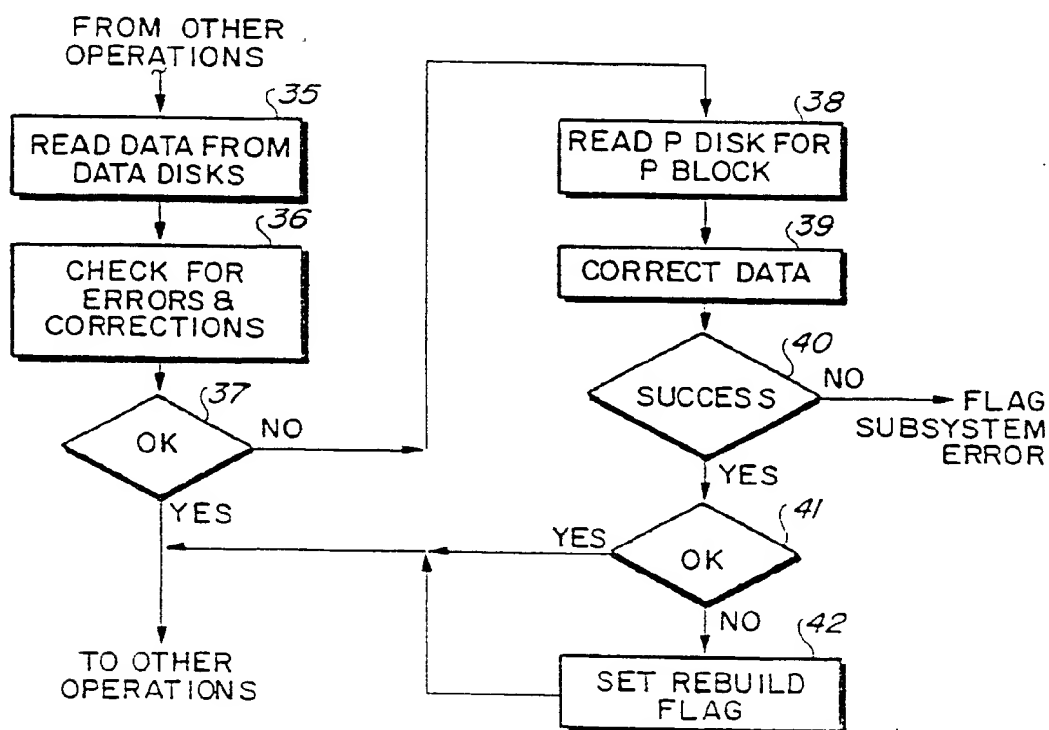 FROM OTHER
OPERATIONS
35
READ DATA FROM
DATA DISKS
36
CHECK FOR
ERRORS &
CORRECTIONS
37
OK
NO
YES
TO OTHER
OPERATIONS
38
READ P DISK FOR
P BLOCK
39
CORRECT DATA
40
SUCCESS
NO
FLAG
SUBSYSTEM
ERROR
YES
41
YES
OK
NO
42
SET REBUILD
FLAG